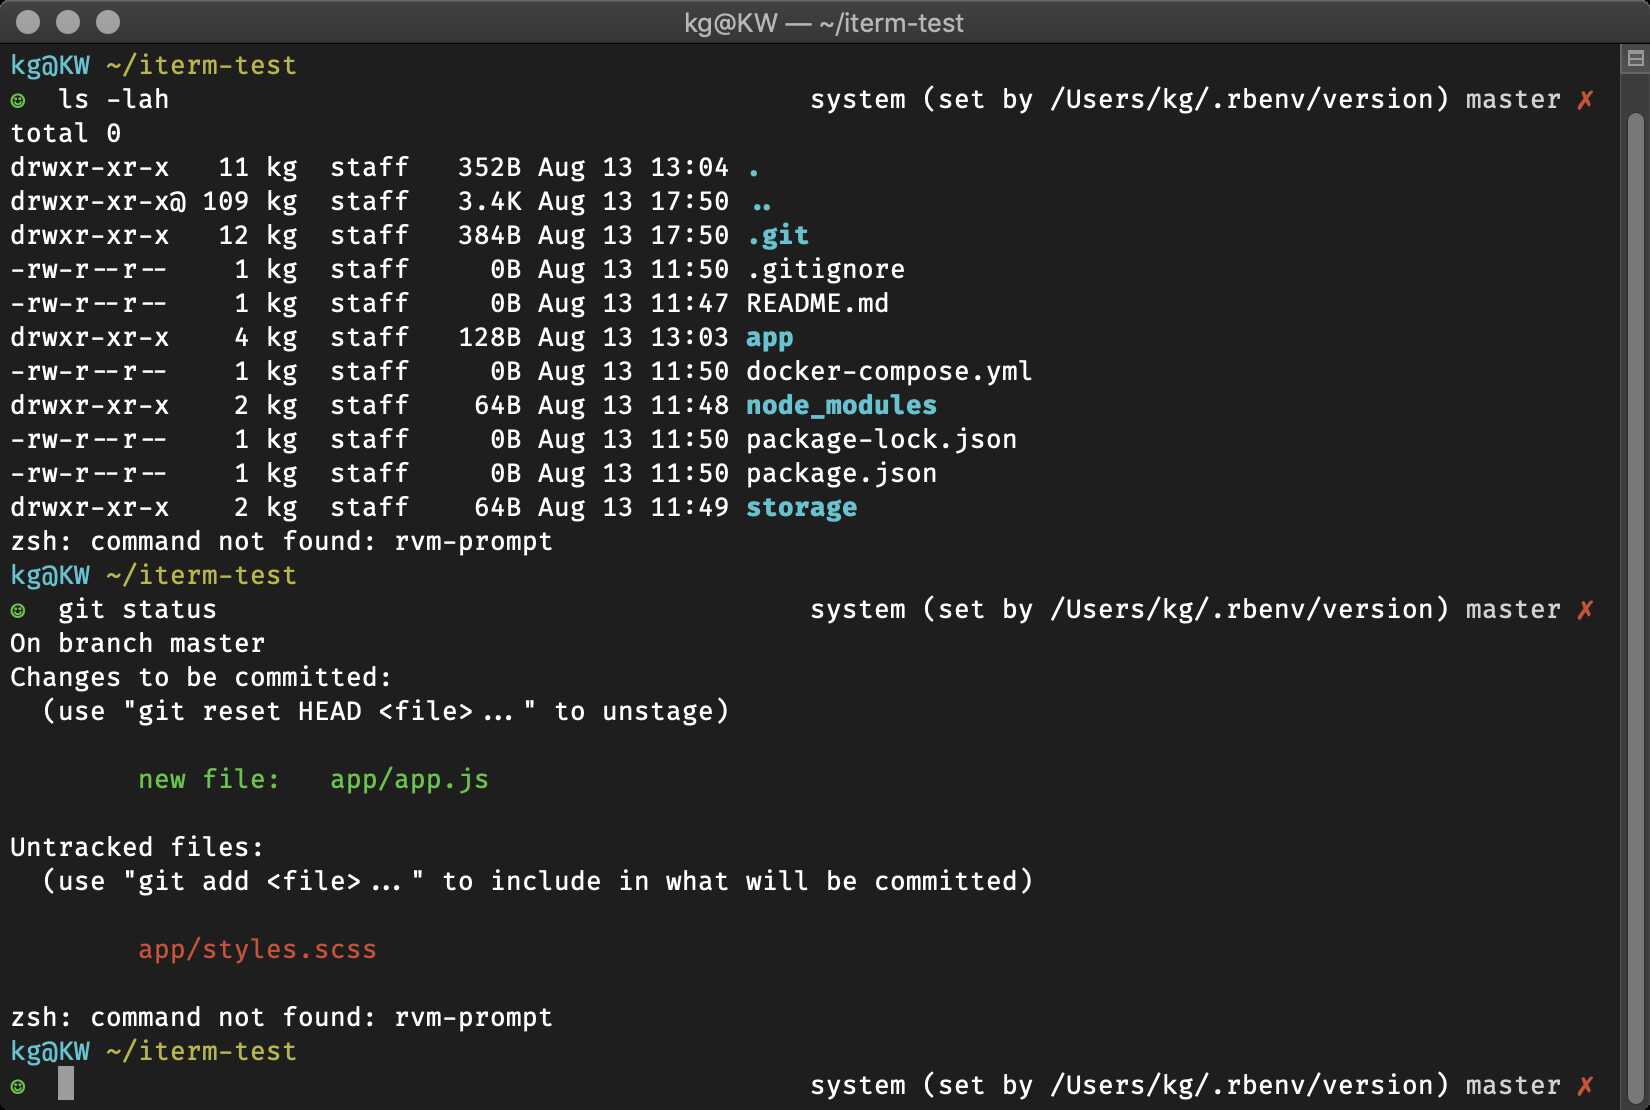 kg@KW — ~/iterm-test
kg@KW ~/iterm-test
☺  ls -lah                                        system (set by /Users/kg/.rbenv/version) master ✗
total 0
drwxr-xr-x   11 kg  staff   352B Aug 13 13:04 .
drwxr-xr-x@ 109 kg  staff   3.4K Aug 13 17:50 ..
drwxr-xr-x   12 kg  staff   384B Aug 13 17:50 .git
-rw-r--r--    1 kg  staff     0B Aug 13 11:50 .gitignore
-rw-r--r--    1 kg  staff     0B Aug 13 11:47 README.md
drwxr-xr-x    4 kg  staff   128B Aug 13 13:03 app
-rw-r--r--    1 kg  staff     0B Aug 13 11:50 docker-compose.yml
drwxr-xr-x    2 kg  staff    64B Aug 13 11:48 node_modules
-rw-r--r--    1 kg  staff     0B Aug 13 11:50 package-lock.json
-rw-r--r--    1 kg  staff     0B Aug 13 11:50 package.json
drwxr-xr-x    2 kg  staff    64B Aug 13 11:49 storage
zsh: command not found: rvm-prompt
kg@KW ~/iterm-test
☺  git status                                     system (set by /Users/kg/.rbenv/version) master ✗
On branch master
Changes to be committed:
  (use "git reset HEAD <file>..." to unstage)

        new file:   app/app.js

Untracked files:
  (use "git add <file>..." to include in what will be committed)

        app/styles.scss

zsh: command not found: rvm-prompt
kg@KW ~/iterm-test
☺                                                 system (set by /Users/kg/.rbenv/version) master ✗